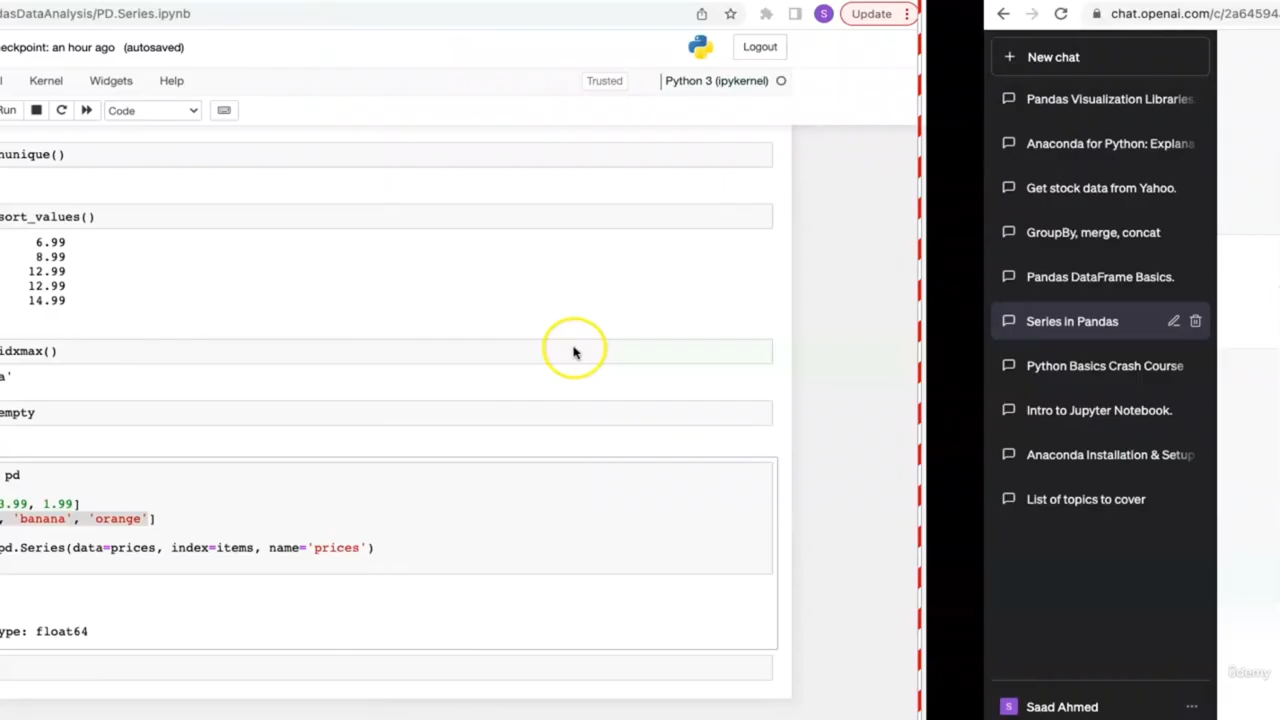 dasDataAnalysis/PD.Series.ipynb
S
Update
eckpoint: an hour ago (autosaved)
Logout
Kernel
Widgets
Help
Trusted
Python 3 (ipykernel)
Run
Code
nunique()
sort_values()
6.99
8.99
12.99
12.99
14.99
idxmax()
a'
empty
pd
3.99, 1.99]
, 'banana', 'orange']
pd.Series(data=prices, index=items, name='prices')
ype: float64
chat.openai.com/c/2a64594
+ New chat
Pandas Visualization Libraries.
Anaconda for Python: Explana
Get stock data from Yahoo.
GroupBy, merge, concat
Pandas DataFrame Basics.
Series in Pandas
Python Basics Crash Course
Intro to Jupyter Notebook.
Anaconda Installation & Setup
List of topics to cover
ûdemy
S
Saad Ahmed
...